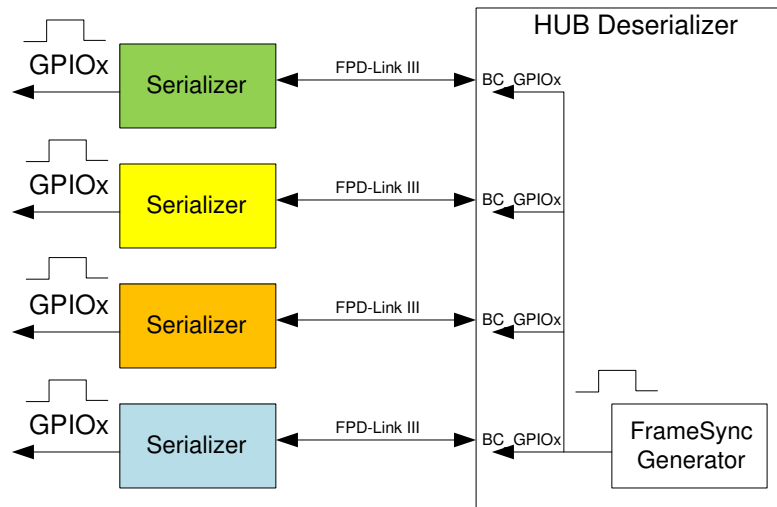 HUB Deserializer
GPIOx
Serializer
FPD-Link III
BC_GPIOx
GPIOx
Serializer
FPD-Link III
BC_GPIOx
GPIOx
Serializer
FPD-Link III
BC_GPIOx
GPIOx
Serializer
FPD-Link III
BC_GPIOx
FrameSync
Generator